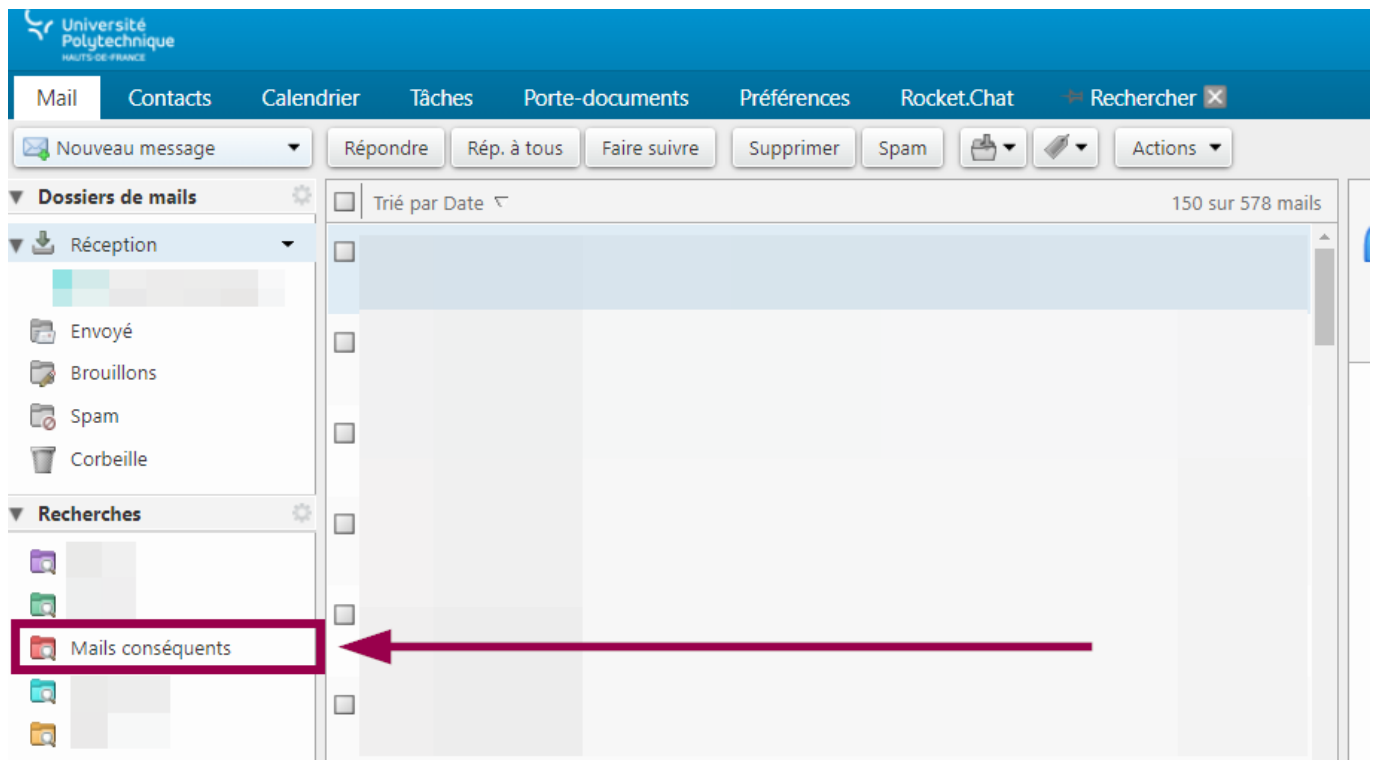 Université
Polytechnique
HAUTS-DE-FRANCE
Mail Contacts Calendrier Tâches Porte-documents Préférences Rocket.Chat Rechercher
Nouveau message Répondre Rép. à tous Faire suivre Supprimer Spam Actions
Dossiers de mails
Trié par Date 150 sur 578 mails
Réception
Envoyé
Brouillons
Spam
Corbeille
Recherches
Mails conséquents